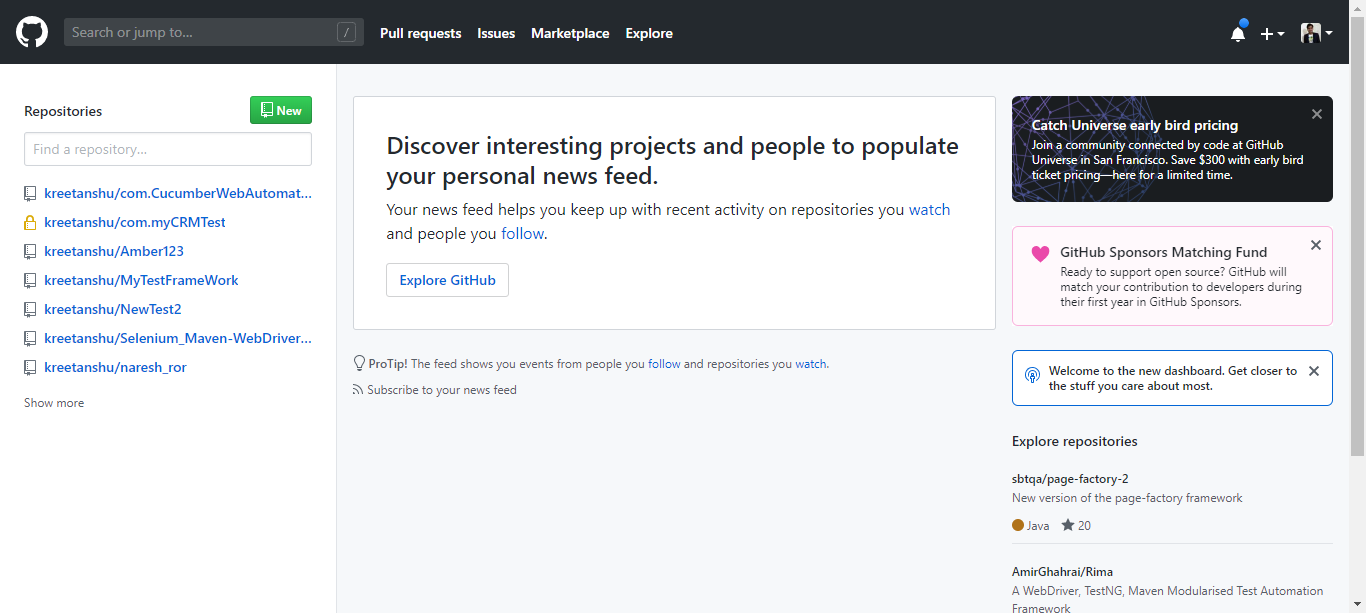 Search or jump to...
/
Pull requests
Issues
Marketplace
Explore
Repositories
New
Find a repository...
kreetanshu/com.CucumberWebAutomat...
kreetanshu/com.myCRMTest
kreetanshu/Amber123
kreetanshu/MyTestFrameWork
kreetanshu/NewTest2
kreetanshu/Selenium_Maven-WebDriver...
kreetanshu/naresh_ror
Show more
Discover interesting projects and people to populate
your personal news feed.
Your news feed helps you keep up with recent activity on repositories you watch
and people you follow.
Explore GitHub
ProTip! The feed shows you events from people you follow and repositories you watch.
Subscribe to your news feed
Catch Universe early bird pricing
Join a community connected by code at GitHub
Universe in San Francisco. Save $300 with early bird
ticket pricing—here for a limited time.
GitHub Sponsors Matching Fund
Ready to support open source? GitHub will
match your contribution to developers during
their first year in GitHub Sponsors.
Welcome to the new dashboard. Get closer to
the stuff you care about most.
Explore repositories
sbtqa/page-factory-2
New version of the page-factory framework
Java
20
AmirGhahrai/Rima
A WebDriver, TestNG, Maven Modularised Test Automation
Framework